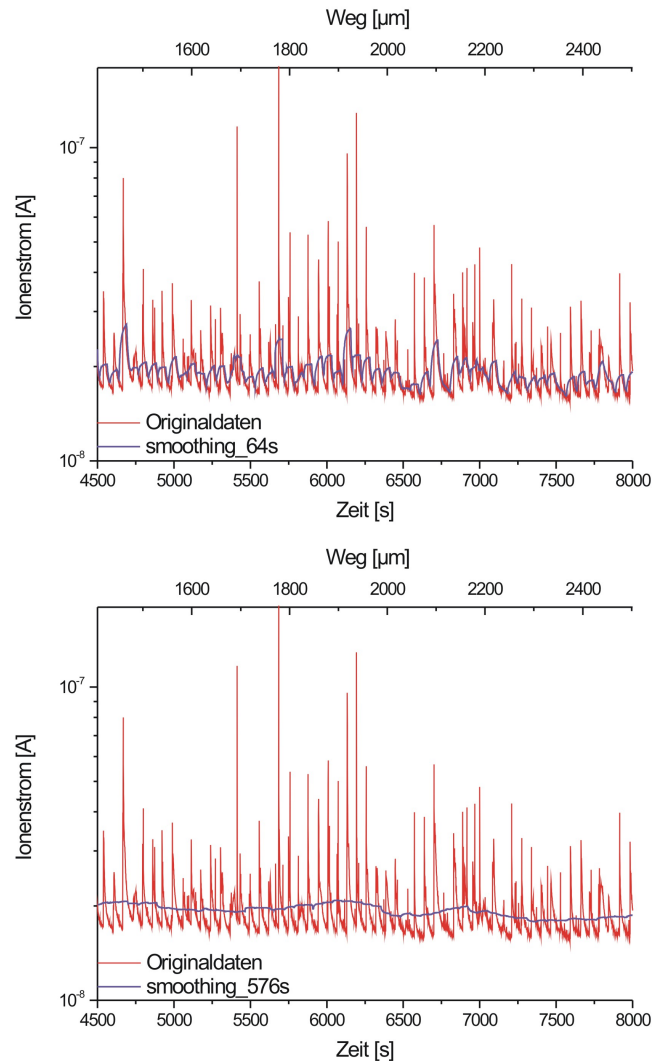 Weg [µm]
1600 1800 2000 2200 2400
10⁻⁷
Ionenstrom [A]
Originaldaten
smoothing_64s
10⁻⁸
4500 5000 5500 6000 6500 7000 7500 8000
Zeit [s]
Weg [µm]
1600 1800 2000 2200 2400
10⁻⁷
Ionenstrom [A]
Originaldaten
smoothing_576s
10⁻⁸
4500 5000 5500 6000 6500 7000 7500 8000
Zeit [s]